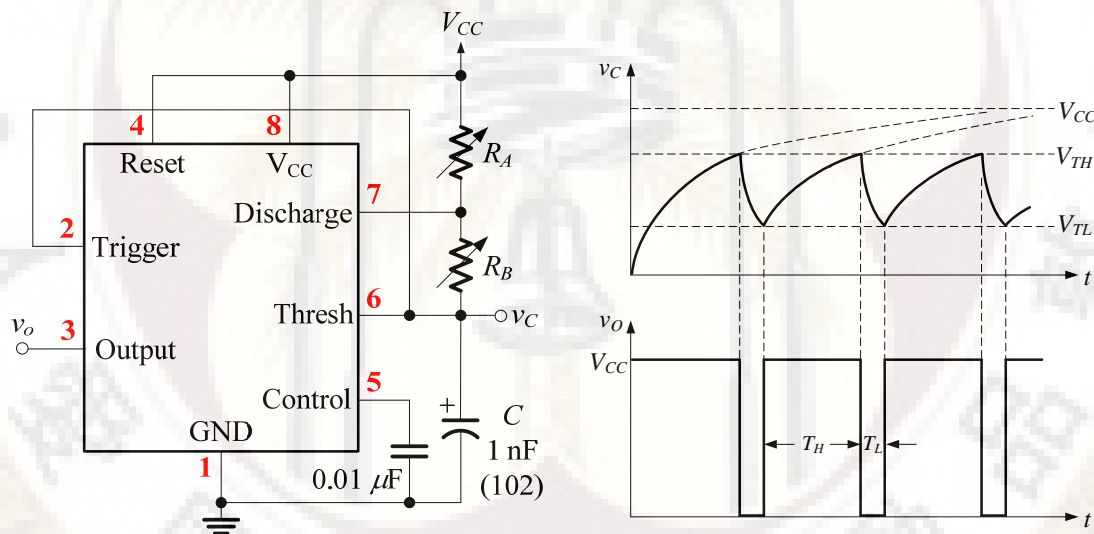 V_CC
4
8
Reset
V_CC
R_A
7
Discharge
2
Trigger
R_B
6
Thresh
v_C
v_o
3
Output
5
Control
+
C
GND
1 nF
1
0.01 μF
(102)
v_C
V_CC
V_TH
V_TL
t
v_O
V_CC
T_H
T_L
t